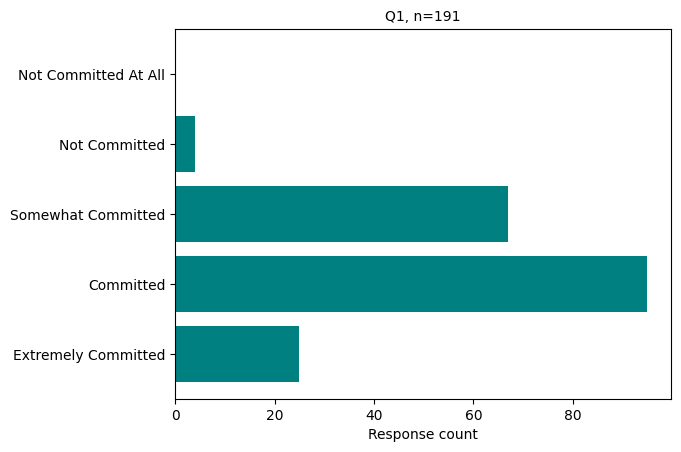 Q1, n=191
Not Committed At All
Not Committed
Somewhat Committed
Committed
Extremely Committed
0 20 40 60 80
Response count